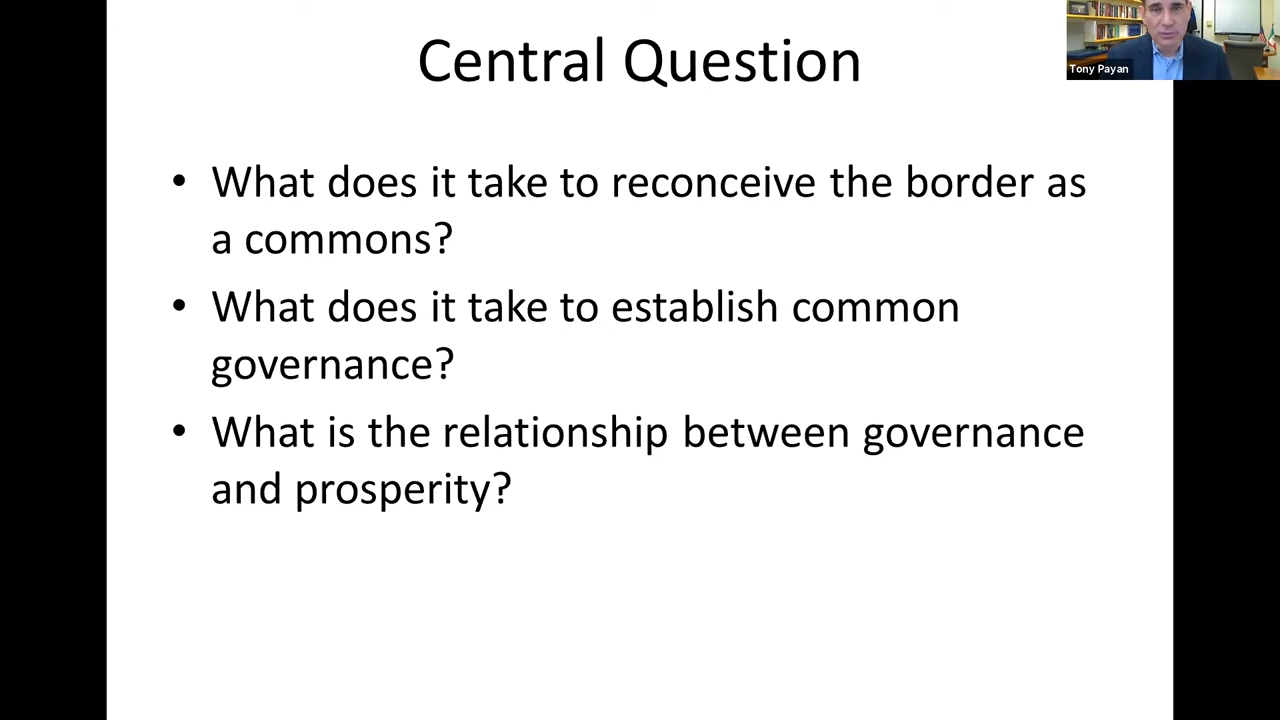 Central Question
Tony Payan
• What does it take to reconceive the border as
a commons?
• What does it take to establish common
governance?
• What is the relationship between governance
and prosperity?